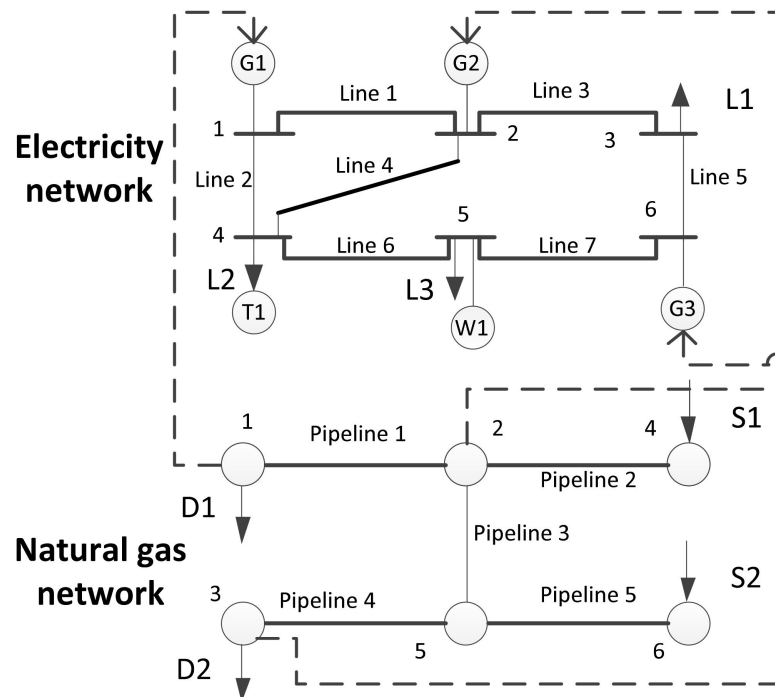 G1
G2
Line 1
Line 3
L1
1
2
3
Electricity
network
Line 2
Line 4
Line 5
4
5
6
Line 6
Line 7
L2
L3
T1
W1
G3
1
2
4
S1
Pipeline 1
Pipeline 2
D1
Pipeline 3
Natural gas
network
S2
3
Pipeline 4
Pipeline 5
5
6
D2